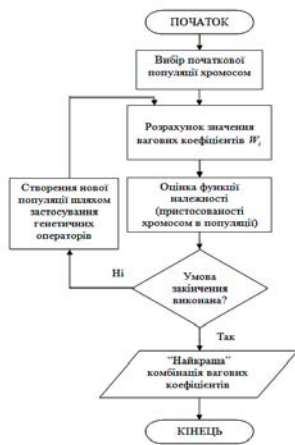 ПОЧАТОК
Вибір початкової
популяції хромосом
Розрахунок значення
вагових коефіцієнтів W_i
Створення нової
популяції шляхом
застосування
генетичних
операторів
Оцінка функції
належності
(пристосованості
хромосом в популяції)
Ні
Умова
закінчення
виконана?
Так
"Найкраща"
комбінація вагових
коефіцієнтів
КІНЕЦЬ